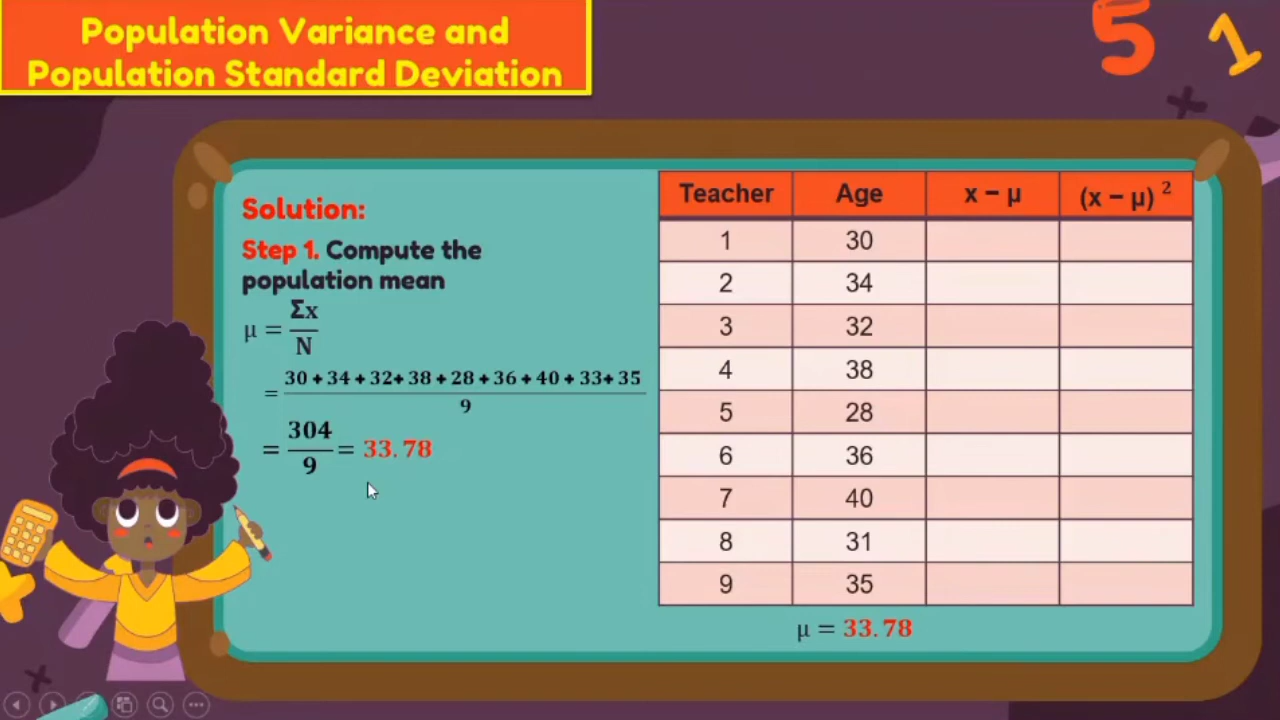 Population Variance and
Population Standard Deviation
5 1
Solution:
Step 1. Compute the
population mean
μ = Σx / N
= 30 + 34 + 32+ 38 + 28 + 36 + 40 + 33+ 35 / 9
= 304 / 9 = 33.78
Teacher Age x − μ (x − μ) ²
1 30
2 34
3 32
4 38
5 28
6 36
7 40
8 31
9 35
μ = 33.78